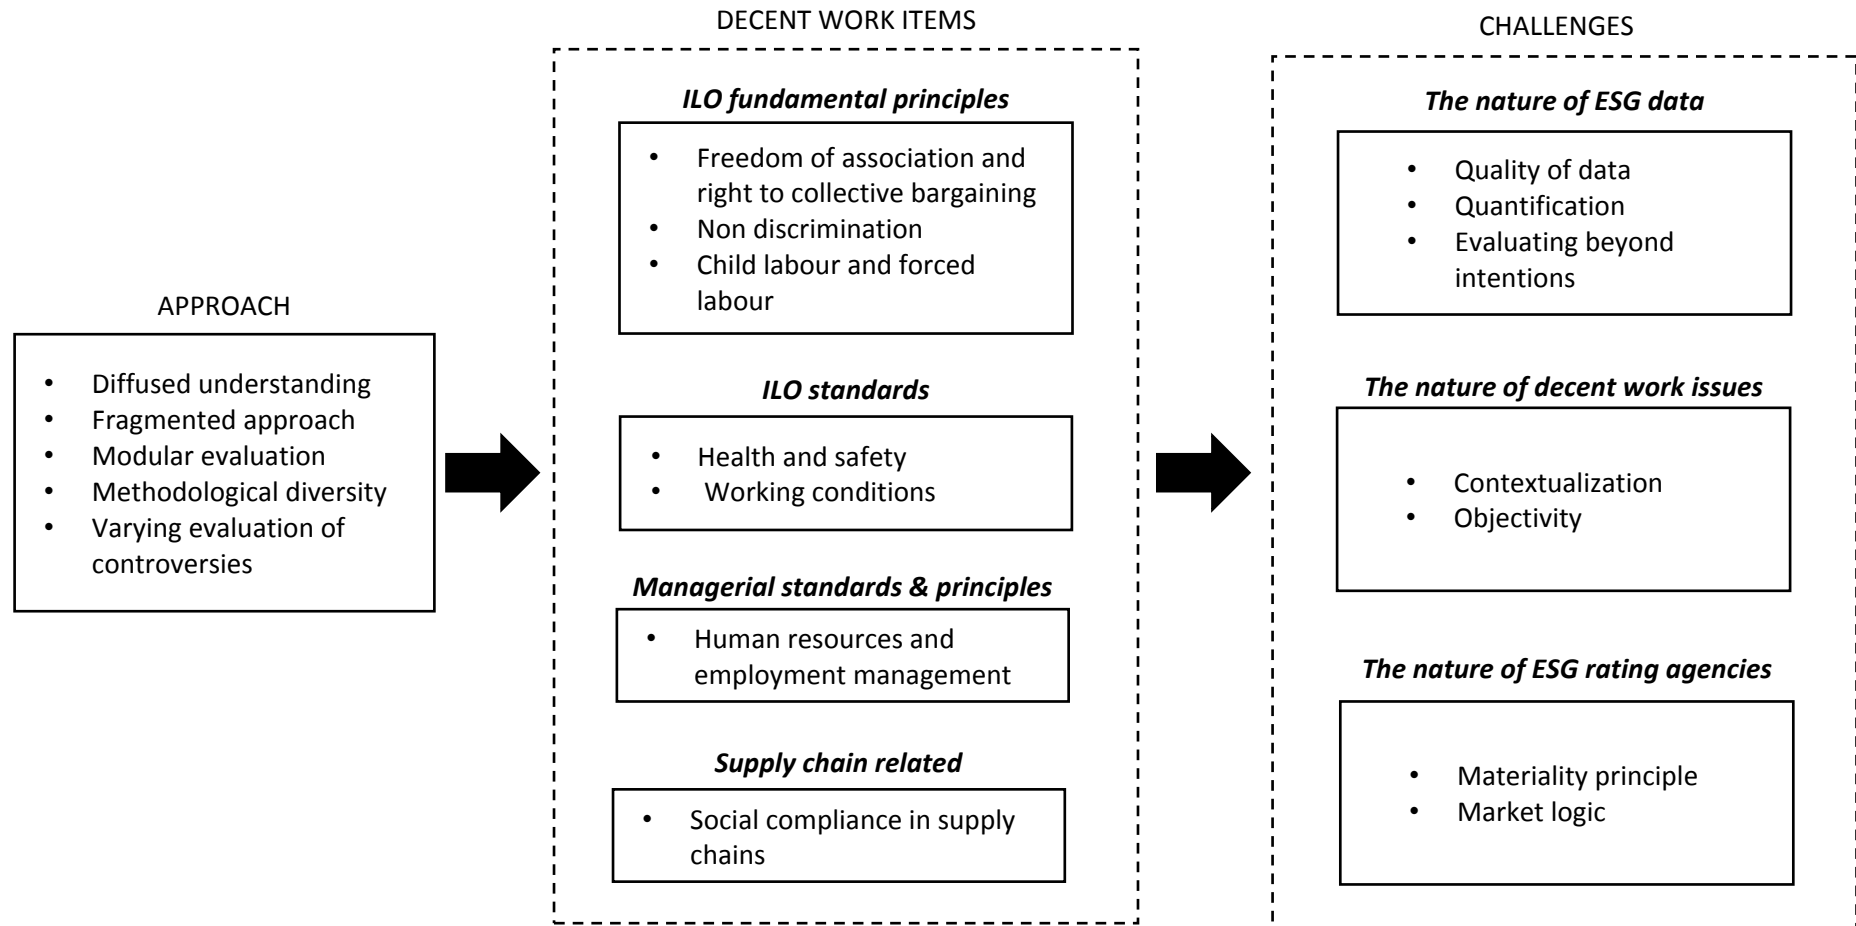 APPROACH
• Diffused understanding
• Fragmented approach
• Modular evaluation
• Methodological diversity
• Varying evaluation of
controversies
DECENT WORK ITEMS
ILO fundamental principles
• Freedom of association and
right to collective bargaining
• Non discrimination
• Child labour and forced
labour
ILO standards
• Health and safety
• Working conditions
Managerial standards & principles
• Human resources and
employment management
Supply chain related
• Social compliance in supply
chains
CHALLENGES
The nature of ESG data
• Quality of data
• Quantification
• Evaluating beyond
intentions
The nature of decent work issues
• Contextualization
• Objectivity
The nature of ESG rating agencies
• Materiality principle
• Market logic